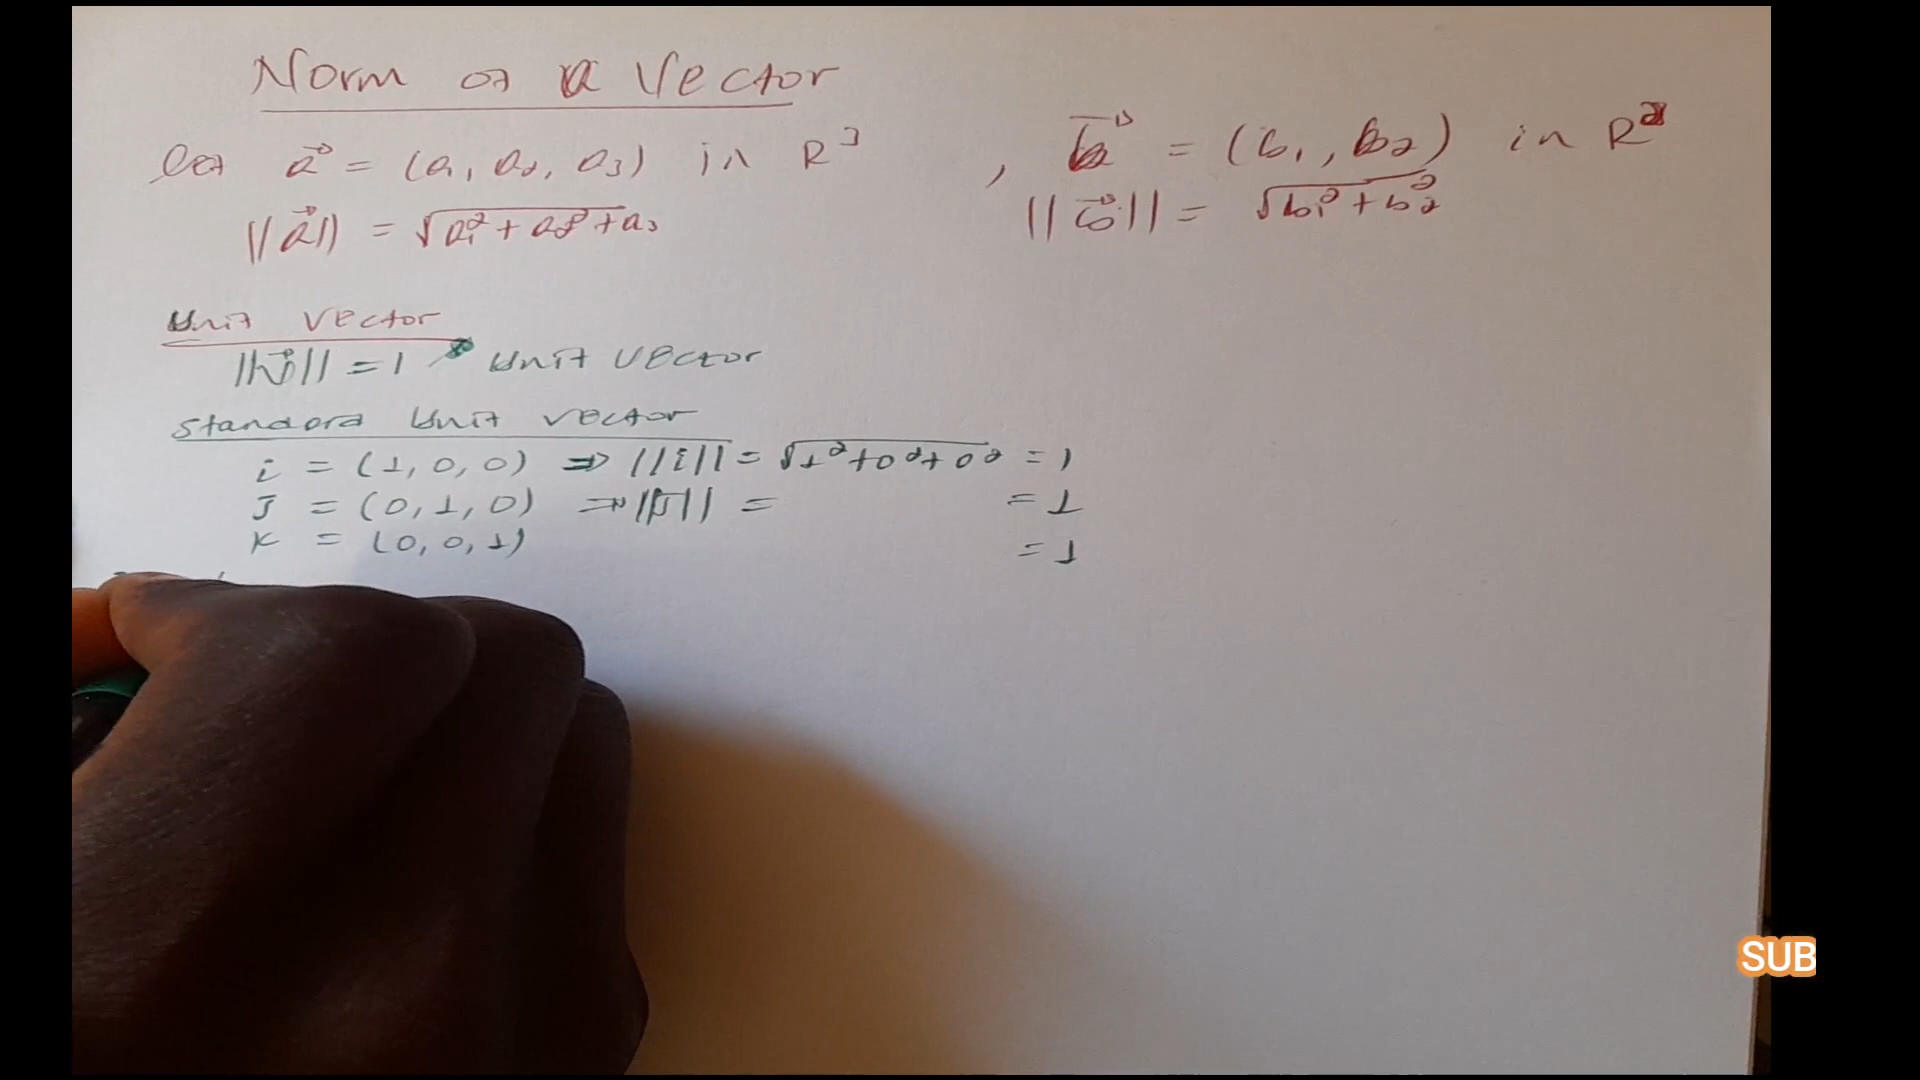 Norm of a Vector
let a⃗ = (a₁, a₂, a₃) in R³ , b⃗ = (b₁, b₂) in R²
||a⃗|| = √a₁² + a₂² + a₃ ||b⃗|| = √b₁² + b₂²
Unit Vector
= 1 → Unit Vector
Standard Unit Vector
i = (1, 0, 0) ⇒ ||i|| = √1² + 0² + 0² = 1
J = (0, 1, 0) ⇒ ||J|| = = 1
K = (0, 0, 1) = 1
SUB